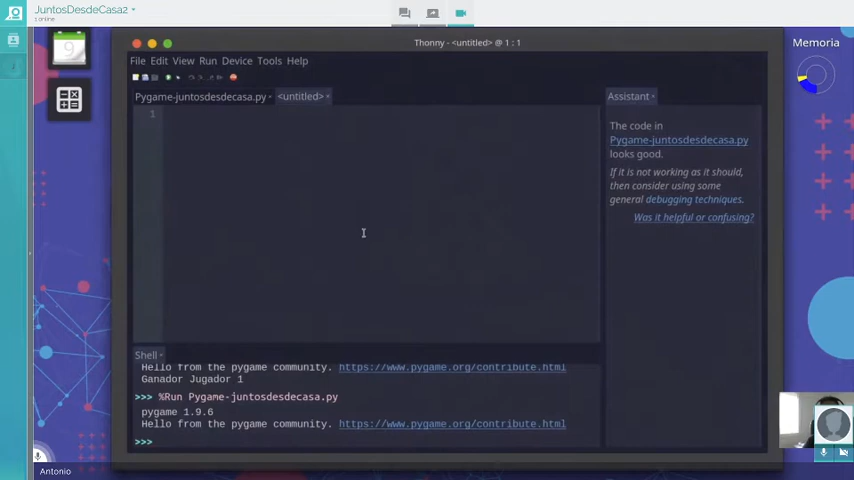 JuntosDesdeCasa2
1 online
Memoria
9
Thonny - <untitled> @ 1 : 1
File Edit View Run Device Tools Help
Pygame-juntosdesdecasa.py
<untitled>
1
Assistant
The code in
Pygame-juntosdesdecasa.py
looks good.
If it is not working as it should,
then consider using some
general debugging techniques.
Was it helpful or confusing?
Shell
Hello from the pygame community. https://www.pygame.org/contribute.html
Ganador Jugador 1
>>> %Run Pygame-juntosdesdecasa.py
pygame 1.9.6
Hello from the pygame community. https://www.pygame.org/contribute.html
>>>
Antonio